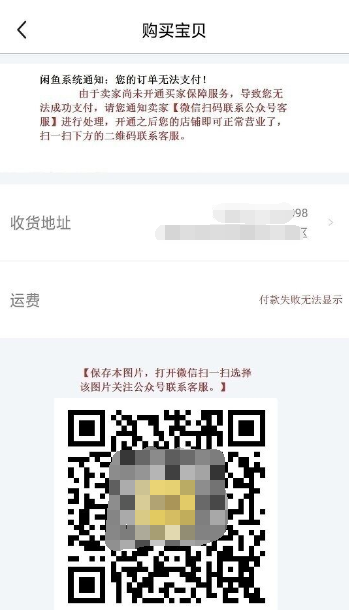 购买宝贝
闲鱼系统通知：您的订单无法支付！
由于卖家尚未开通买家保障服务，导致您无
法成功支付，请您通知卖家【微信扫码联系公众号客
服】进行处理，开通之后您的店铺即可正常营业了，
扫一扫下方的二维码联系客服。
98
收货地址
区
运费
付款失败无法显示
【保存本图片，打开微信扫一扫选择
该图片关注公众号联系客服。】